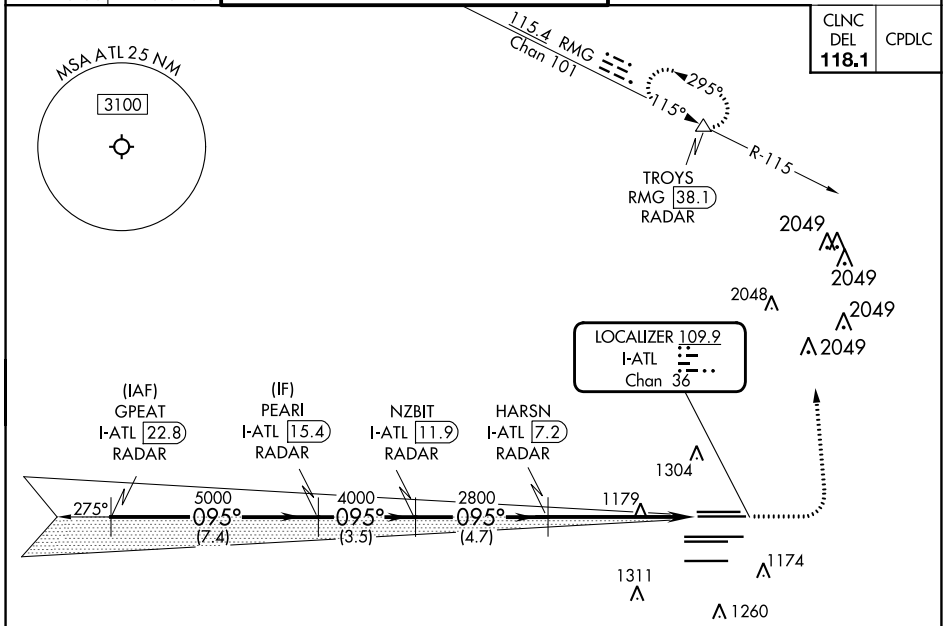 CLNC
DEL
118.1
CPDLC
MSA ATL 25 NM
3100
115.4 RMG
Chan 101
295°
115°
R-115
TROYS
RMG 38.1
RADAR
2049
2049
2048
2049
2049
LOCALIZER 109.9
I-ATL
Chan 36
(IAF)
GPEAT
I-ATL 22.8
RADAR
(IF)
PEARI
I-ATL 15.4
RADAR
NZBIT
I-ATL 11.9
RADAR
HARSN
I-ATL 7.2
RADAR
1304
1179
275°
5000
095°
(7.4)
4000
095°
(3.5)
2800
095°
(4.7)
1174
1311
1260